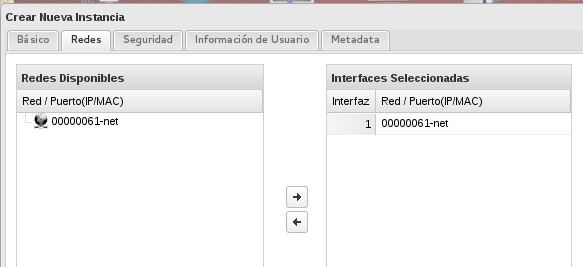 Crear Nueva Instancia
Básico Redes Seguridad Información de Usuario Metadata
Redes Disponibles
Red / Puerto(IP/MAC)
00000061-net
Interfaces Seleccionadas
Interfaz Red / Puerto(IP/MAC)
1 00000061-net